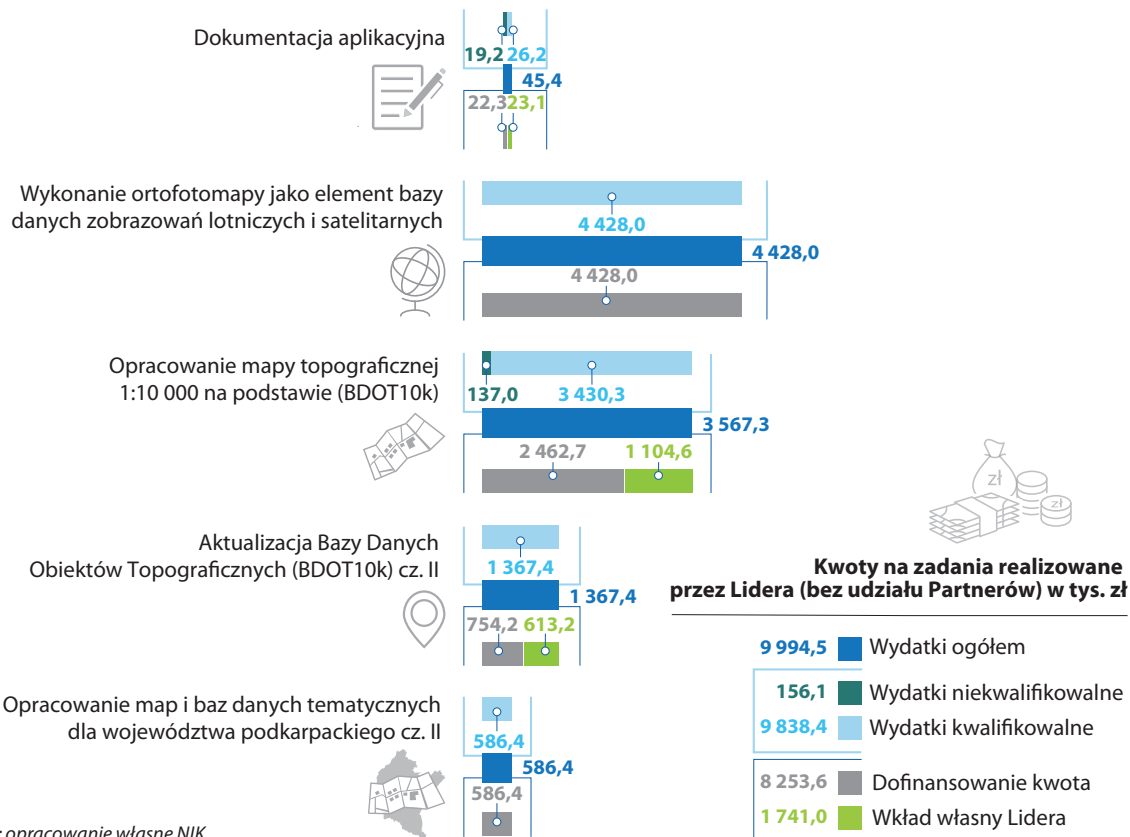 Dokumentacja aplikacyjna
19,2 26,2
45,4
22,3 23,1
Wykonanie ortofotomapy jako element bazy
danych zobrazowań lotniczych i satelitarnych
4 428,0
4 428,0
4 428,0
Opracowanie mapy topograficznej
1:10 000 na podstawie (BDOT10k)
137,0 3 430,3
3 567,3
2 462,7 1 104,6
Aktualizacja Bazy Danych
Obiektów Topograficznych (BDOT10k) cz. II
1 367,4
1 367,4
754,2 613,2
Opracowanie map i baz danych tematycznych
dla województwa podkarpackiego cz. II
586,4
586,4
586,4
zł
zł
Kwoty na zadania realizowane
przez Lidera (bez udziału Partnerów) w tys. zł
9 994,5 Wydatki ogółem
156,1 Wydatki niekwalifikowalne
9 838,4 Wydatki kwalifikowalne
8 253,6 Dofinansowanie kwota
1 741,0 Wkład własny Lidera
: opracowanie własne NIK